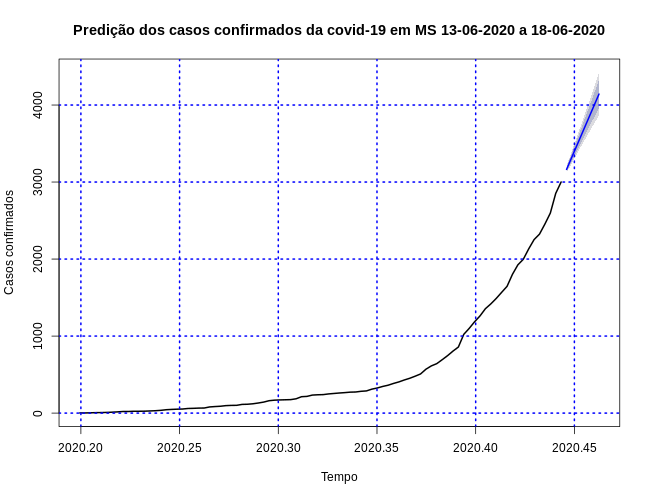 Predição dos casos confirmados da covid-19 em MS 13-06-2020 a 18-06-2020
Casos confirmados
4000
3000
2000
1000
0
2020.20 2020.25 2020.30 2020.35 2020.40 2020.45
Tempo